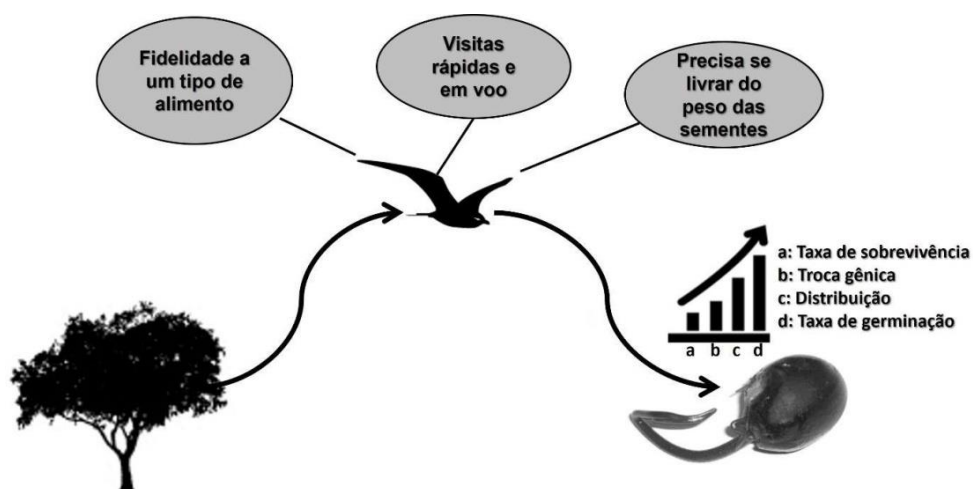 Fidelidade a
um tipo de
alimento
Visitas
rápidas e
em voo
Precisa se
livrar do
peso das
sementes
a: Taxa de sobrevivência
b: Troca gênica
c: Distribuição
d: Taxa de germinação
a b c d